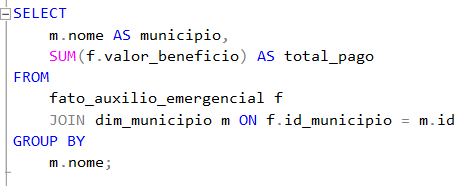 SELECT
m.nome AS municipio,
SUM(f.valor_beneficio) AS total_pago
FROM
fato_auxilio_emergencial f
JOIN dim_municipio m ON f.id_municipio = m.id
GROUP BY
m.nome;